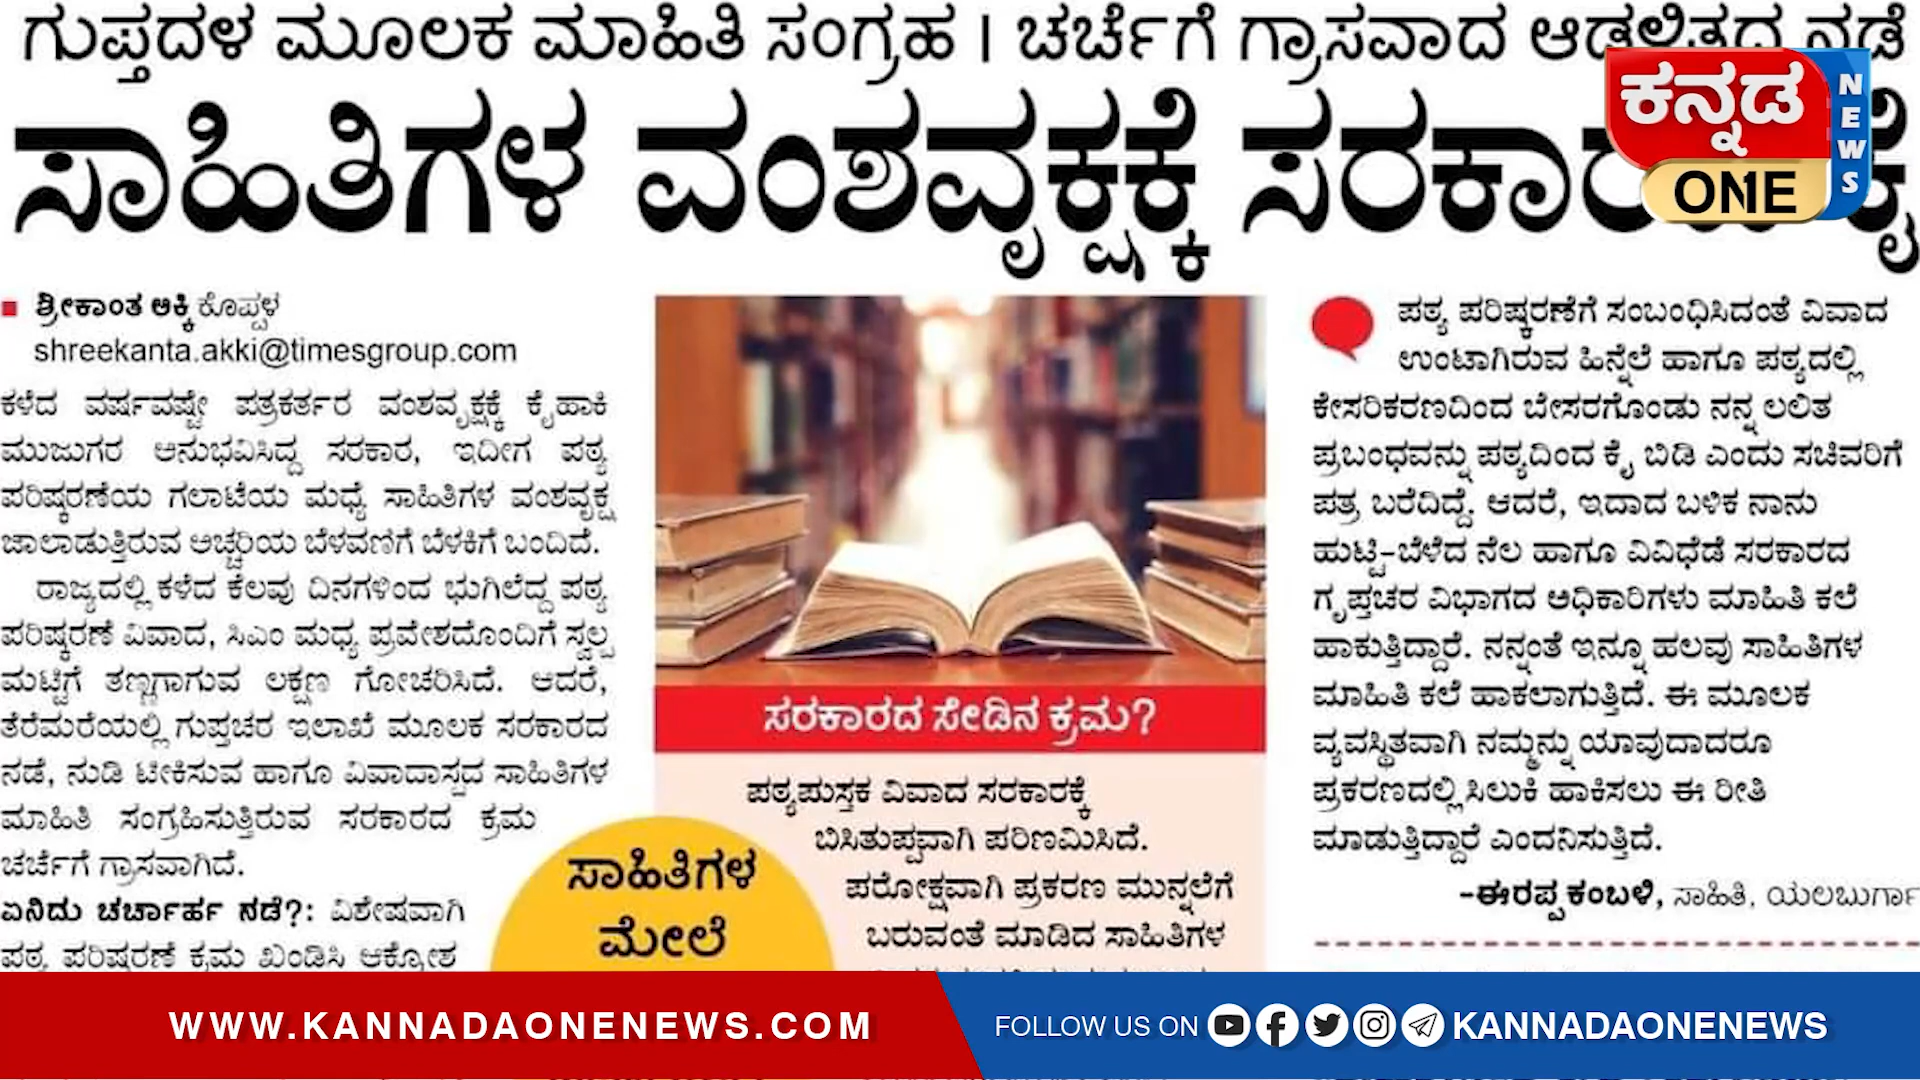 ಗುಪ್ತದಳ ಮೂಲಕ ಮಾಹಿತಿ ಸಂಗ್ರಹ | ಚರ್ಚೆಗೆ ಗ್ರಾಸವಾದ ಆಡಳಿತದ ನಡೆ
ಸಾಹಿತಿಗಳ ವಂಶವೃಕ್ಷಕ್ಕೆ ಸರಕಾರ ಕೈ
ಕನ್ನಡ
ONE
NEWS
ಶ್ರೀಕಾಂತ ಅಕ್ಕಿ ಕೊಪ್ಪಳ
shreekanta.akki@timesgroup.com
ಕಳೆದ ವರ್ಷವಷ್ಟೇ ಪತ್ರಕರ್ತರ ವಂಶವೃಕ್ಷಕ್ಕೆ ಕೈಹಾಕಿ
ಮುಜುಗರ ಅನುಭವಿಸಿದ್ದ ಸರಕಾರ, ಇದೀಗ ಪಠ್ಯ
ಪರಿಷ್ಕರಣೆಯ ಗಲಾಟೆಯ ಮಧ್ಯೆ ಸಾಹಿತಿಗಳ ವಂಶವೃಕ್ಷ
ಜಾಲಾಡುತ್ತಿರುವ ಅಚ್ಚರಿಯ ಬೆಳವಣಿಗೆ ಬೆಳಕಿಗೆ ಬಂದಿದೆ.
ರಾಜ್ಯದಲ್ಲಿ ಕಳೆದ ಕೆಲವು ದಿನಗಳಿಂದ ಭುಗಿಲೆದ್ದ ಪಠ್ಯ
ಪರಿಷ್ಕರಣೆ ವಿವಾದ, ಸಿಎಂ ಮಧ್ಯ ಪ್ರವೇಶದೊಂದಿಗೆ ಸ್ವಲ್ಪ
ಮಟ್ಟಿಗೆ ತಣ್ಣಗಾಗುವ ಲಕ್ಷಣ ಗೋಚರಿಸಿದೆ. ಆದರೆ,
ತೆರೆಮರೆಯಲ್ಲಿ ಗುಪ್ತಚರ ಇಲಾಖೆ ಮೂಲಕ ಸರಕಾರದ
ನಡೆ, ನುಡಿ ಟೀಕಿಸುವ ಹಾಗೂ ವಿವಾದಾಸ್ಪದ ಸಾಹಿತಿಗಳ
ಮಾಹಿತಿ ಸಂಗ್ರಹಿಸುತ್ತಿರುವ ಸರಕಾರದ ಕ್ರಮ
ಚರ್ಚೆಗೆ ಗ್ರಾಸವಾಗಿದೆ.
ಏನಿದು ಚರ್ಚಾರ್ಹ ನಡೆ?: ವಿಶೇಷವಾಗಿ
ಪಠ್ಯ ಪರಿಷ್ಕರಣೆ ಕ್ರಮ ಖಂಡಿಸಿ ಆಕ್ರೋಶ
ಸಾಹಿತಿಗಳ
ಮೇಲೆ
ಸರಕಾರದ ಸೇಡಿನ ಕ್ರಮ?
ಪಠ್ಯಪುಸ್ತಕ ವಿವಾದ ಸರಕಾರಕ್ಕೆ
ಬಿಸಿತುಪ್ಪವಾಗಿ ಪರಿಣಮಿಸಿದೆ.
ಪರೋಕ್ಷವಾಗಿ ಪ್ರಕರಣ ಮುನ್ನಲೆಗೆ
ಬರುವಂತೆ ಮಾಡಿದ ಸಾಹಿತಿಗಳ
ಪಠ್ಯ ಪರಿಷ್ಕರಣೆಗೆ ಸಂಬಂಧಿಸಿದಂತೆ ವಿವಾದ
ಉಂಟಾಗಿರುವ ಹಿನ್ನೆಲೆ ಹಾಗೂ ಪಠ್ಯದಲ್ಲಿ
ಕೇಸರಿಕರಣದಿಂದ ಬೇಸರಗೊಂಡು ನನ್ನ ಲಲಿತ
ಪ್ರಬಂಧವನ್ನು ಪಠ್ಯದಿಂದ ಕೈ ಬಿಡಿ ಎಂದು ಸಚಿವರಿಗೆ
ಪತ್ರ ಬರೆದಿದ್ದೆ. ಆದರೆ, ಇದಾದ ಬಳಿಕ ನಾನು
ಹುಟ್ಟಿ-ಬೆಳೆದ ನೆಲ ಹಾಗೂ ವಿವಿಧೆಡೆ ಸರಕಾರದ
ಗೃಪ್ತಚರ ವಿಭಾಗದ ಅಧಿಕಾರಿಗಳು ಮಾಹಿತಿ ಕಲೆ
ಹಾಕುತ್ತಿದ್ದಾರೆ. ನನ್ನಂತೆ ಇನ್ನೂ ಹಲವು ಸಾಹಿತಿಗಳ
ಮಾಹಿತಿ ಕಲೆ ಹಾಕಲಾಗುತ್ತಿದೆ. ಈ ಮೂಲಕ
ವ್ಯವಸ್ಥಿತವಾಗಿ ನಮ್ಮನ್ನು ಯಾವುದಾದರೂ
ಪ್ರಕರಣದಲ್ಲಿ ಸಿಲುಕಿ ಹಾಕಿಸಲು ಈ ರೀತಿ
ಮಾಡುತ್ತಿದ್ದಾರೆ ಎಂದನಿಸುತ್ತಿದೆ.
-ಈರಪ್ಪ ಕಂಬಳಿ, ಸಾಹಿತಿ, ಯಲಬುರ್ಗಾ
WWW.KANNADAONENEWS.COM
FOLLOW US ON KANNADAONENEWS